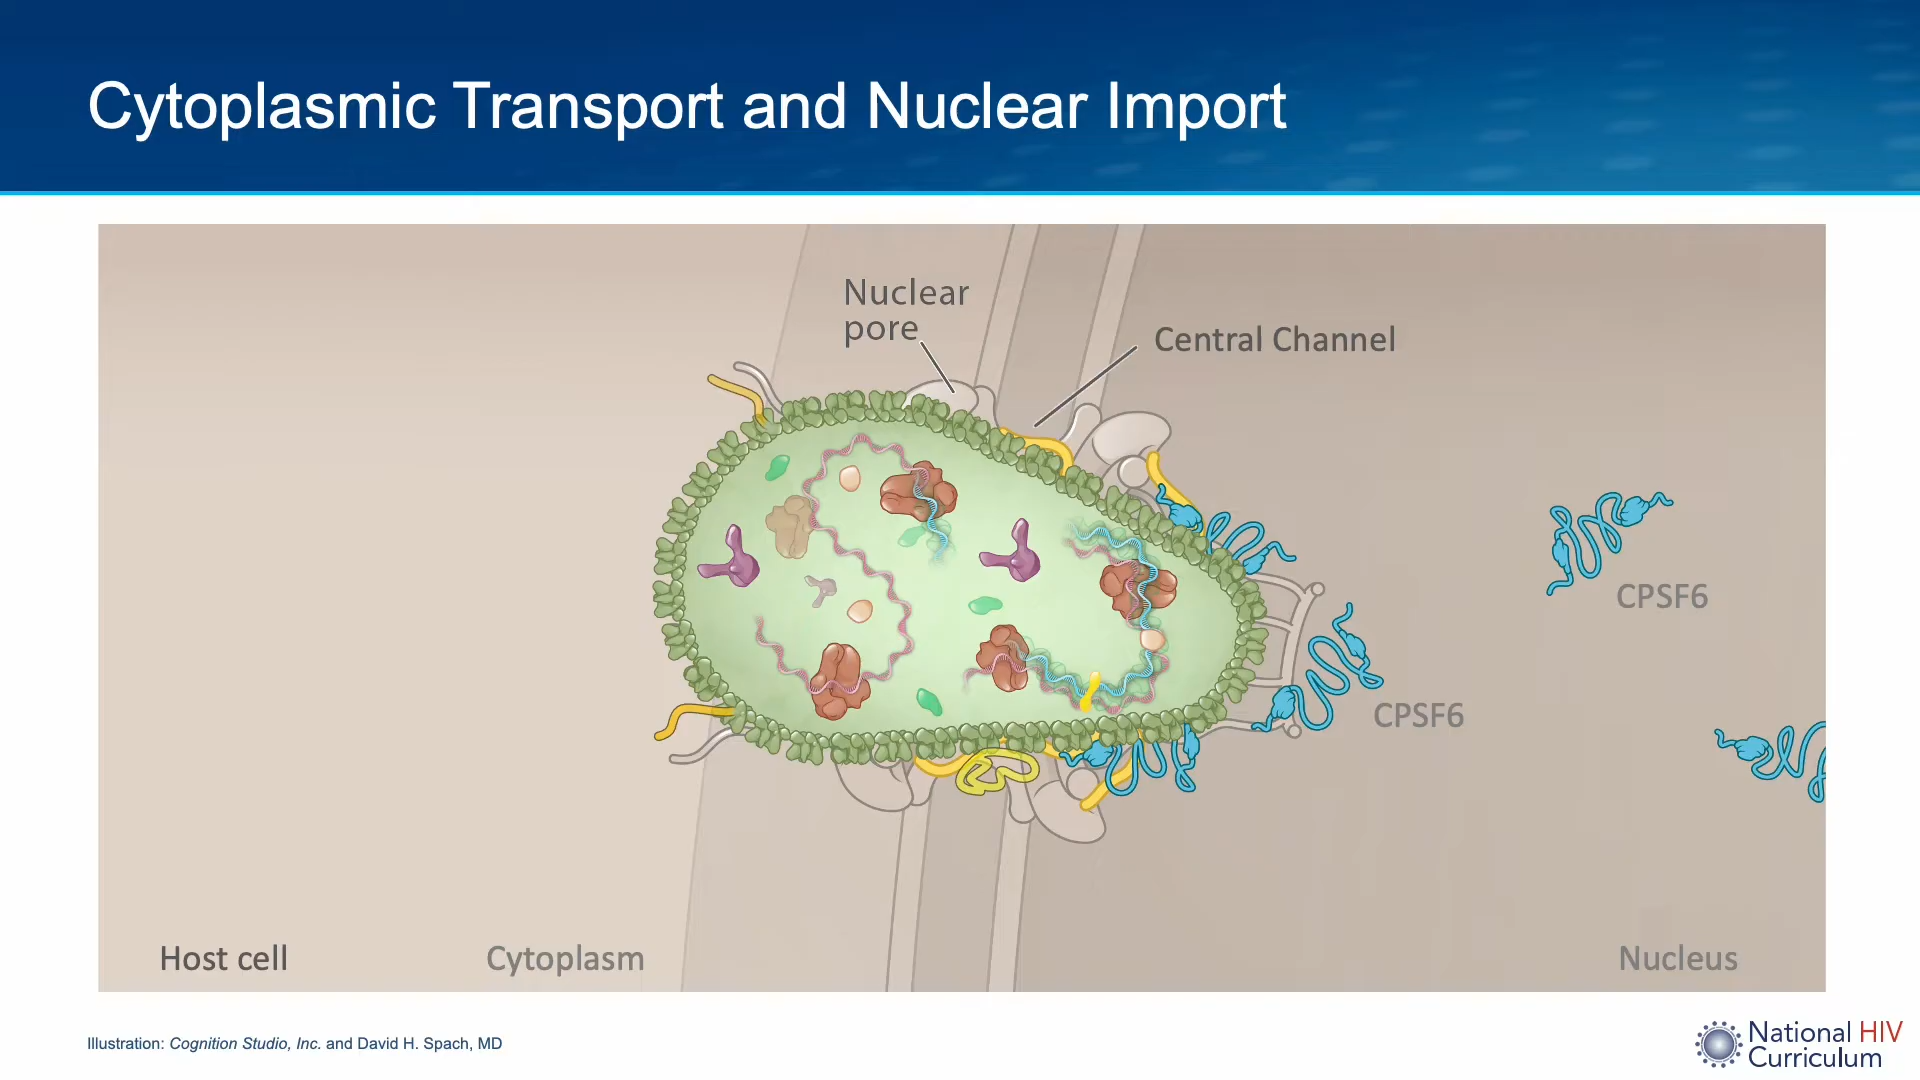 Cytoplasmic Transport and Nuclear Import
Nuclear
pore
Central Channel
CPSF6
CPSF6
Host cell
Cytoplasm
Nucleus
Illustration: Cognition Studio, Inc. and David H. Spach, MD
National HIV
Curriculum